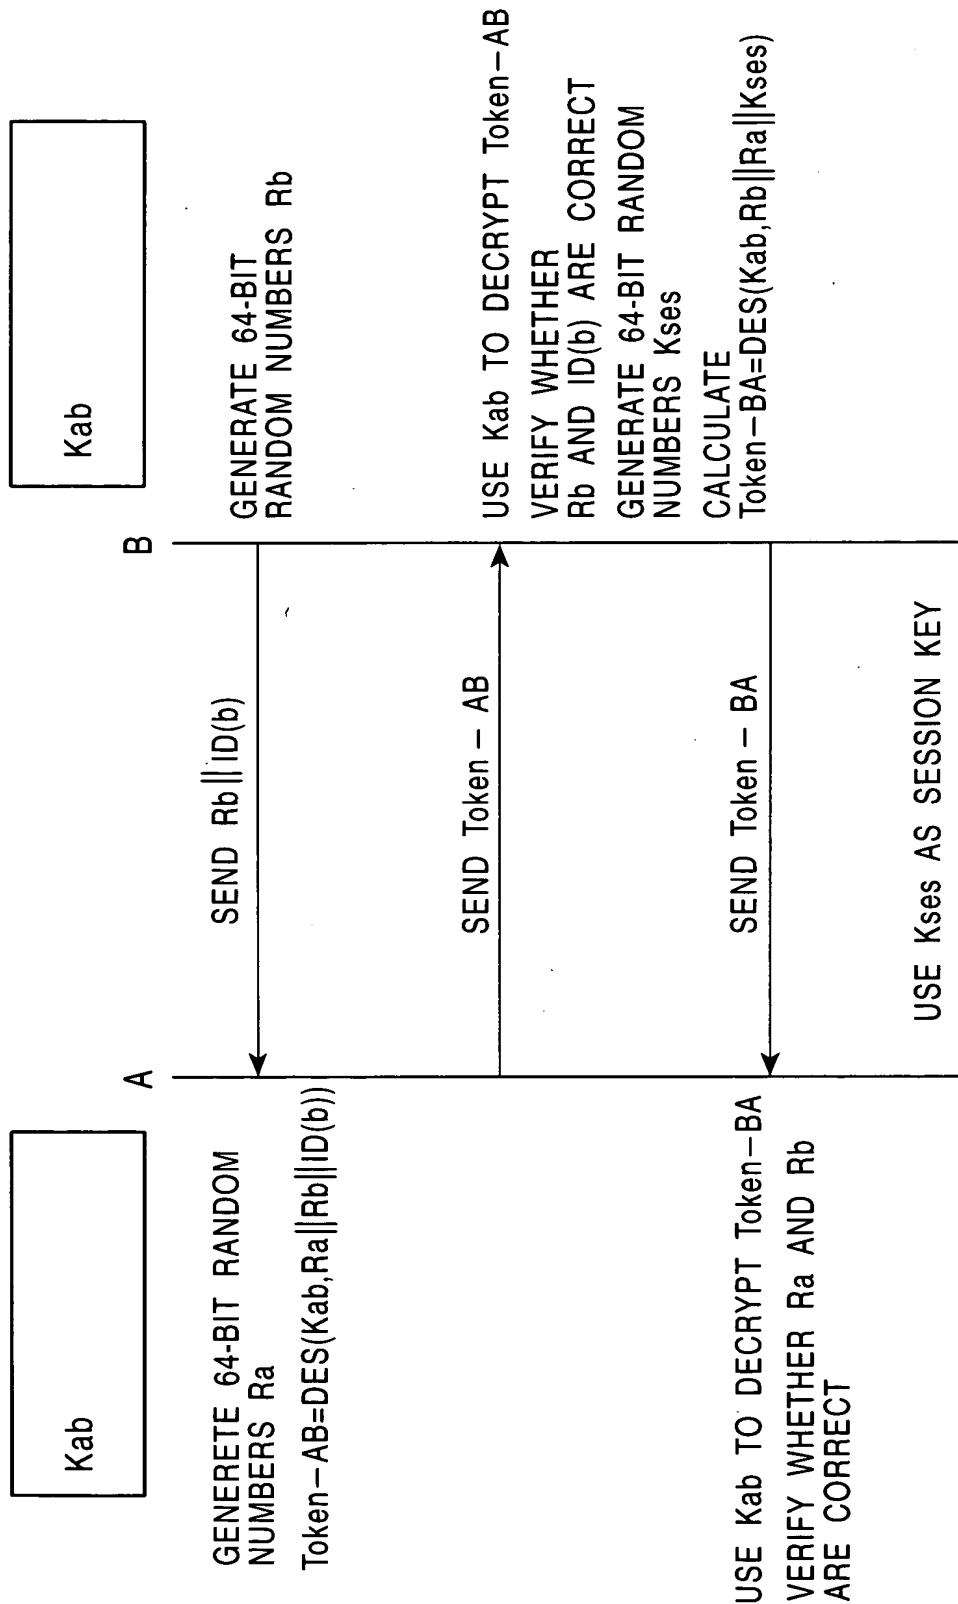 Kab
Kab
A
B
GENERATE 64-BIT
RANDOM NUMBERS Rb
SEND Rb||ID(b)
GENERETE 64-BIT RANDOM
NUMBERS Ra
Token-AB=DES(Kab,Ra||Rb||ID(b))
SEND Token - AB
USE Kab TO DECRYPT Token-AB
VERIFY WHETHER
Rb AND ID(b) ARE CORRECT
GENERATE 64-BIT RANDOM
NUMBERS Kses
CALCULATE
Token-BA=DES(Kab,Rb||Ra||Kses)
SEND Token - BA
USE Kab TO DECRYPT Token-BA
VERIFY WHETHER Ra AND Rb
ARE CORRECT
USE Kses AS SESSION KEY